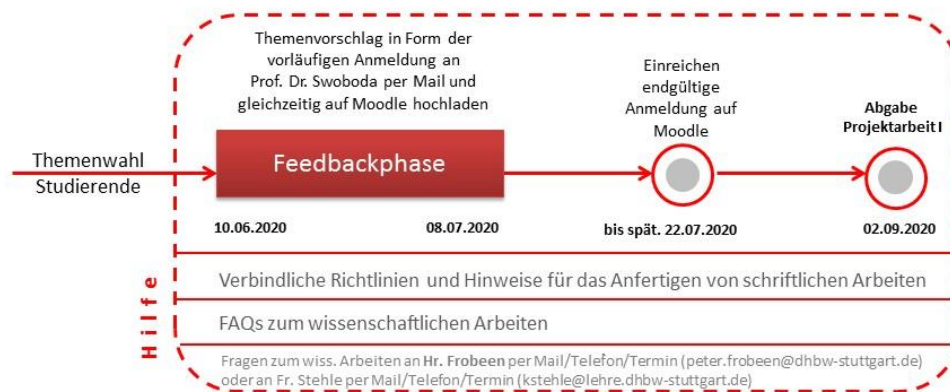 Themenvorschlag in Form der
vorläufigen Anmeldung an
Prof. Dr. Swoboda per Mail und
gleichzeitig auf Moodle hochladen
Einreichen
endgültige
Anmeldung auf
Moodle
Abgabe
Projektarbeit I
Themenwahl
Studierende
Feedbackphase
10.06.2020
08.07.2020
bis spät. 22.07.2020
02.09.2020
Hilfe
Verbindliche Richtlinien und Hinweise für das Anfertigen von schriftlichen Arbeiten
FAQs zum wissenschaftlichen Arbeiten
Fragen zum wiss. Arbeiten an Hr. Frobeen per Mail/Telefon/Termin (peter.frobeen@dhbw-stuttgart.de)
oder an Fr. Stehle per Mail/Telefon/Termin (kstehle@lehre.dhbw-stuttgart.de)